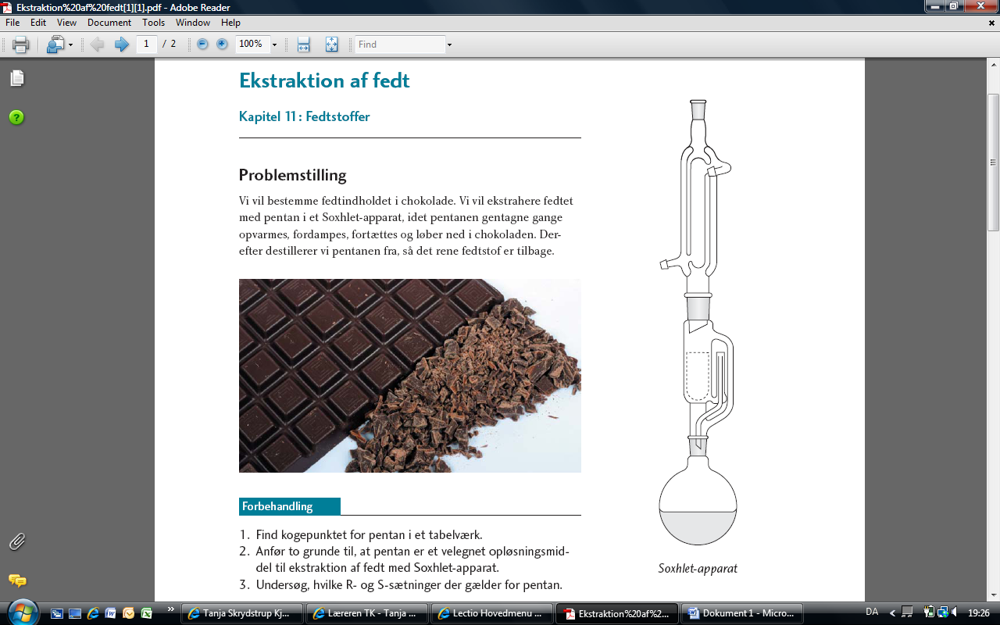 Ekstraktion%20af%20fedt[1][1].pdf - Adobe Reader
File Edit View Document Tools Window Help
1 / 2 100% Find
Ekstraktion af fedt
Kapitel 11: Fedtstoffer
Problemstilling
Vi vil bestemme fedtindholdet i chokolade. Vi vil ekstrahere fedtet
med pentan i et Soxhlet-apparat, idet pentanen gentagne gange
opvarmes, fordampes, fortættes og løber ned i chokoladen. Der-
efter destillerer vi pentanen fra, så det rene fedtstof er tilbage.
Forbehandling
1. Find kogepunktet for pentan i et tabelværk.
2. Anfør to grunde til, at pentan er et velegnet opløsningsmid-
del til ekstraktion af fedt med Soxhlet-apparat.
3. Undersøg, hvilke R- og S-sætninger der gælder for pentan.
Soxhlet-apparat
Tanja Skrydstrup Kj... Læreren TK - Tanja ... Lectio Hovedmenu ... Ekstraktion%20af%2... Dokument 1 - Micro... DA 19:26